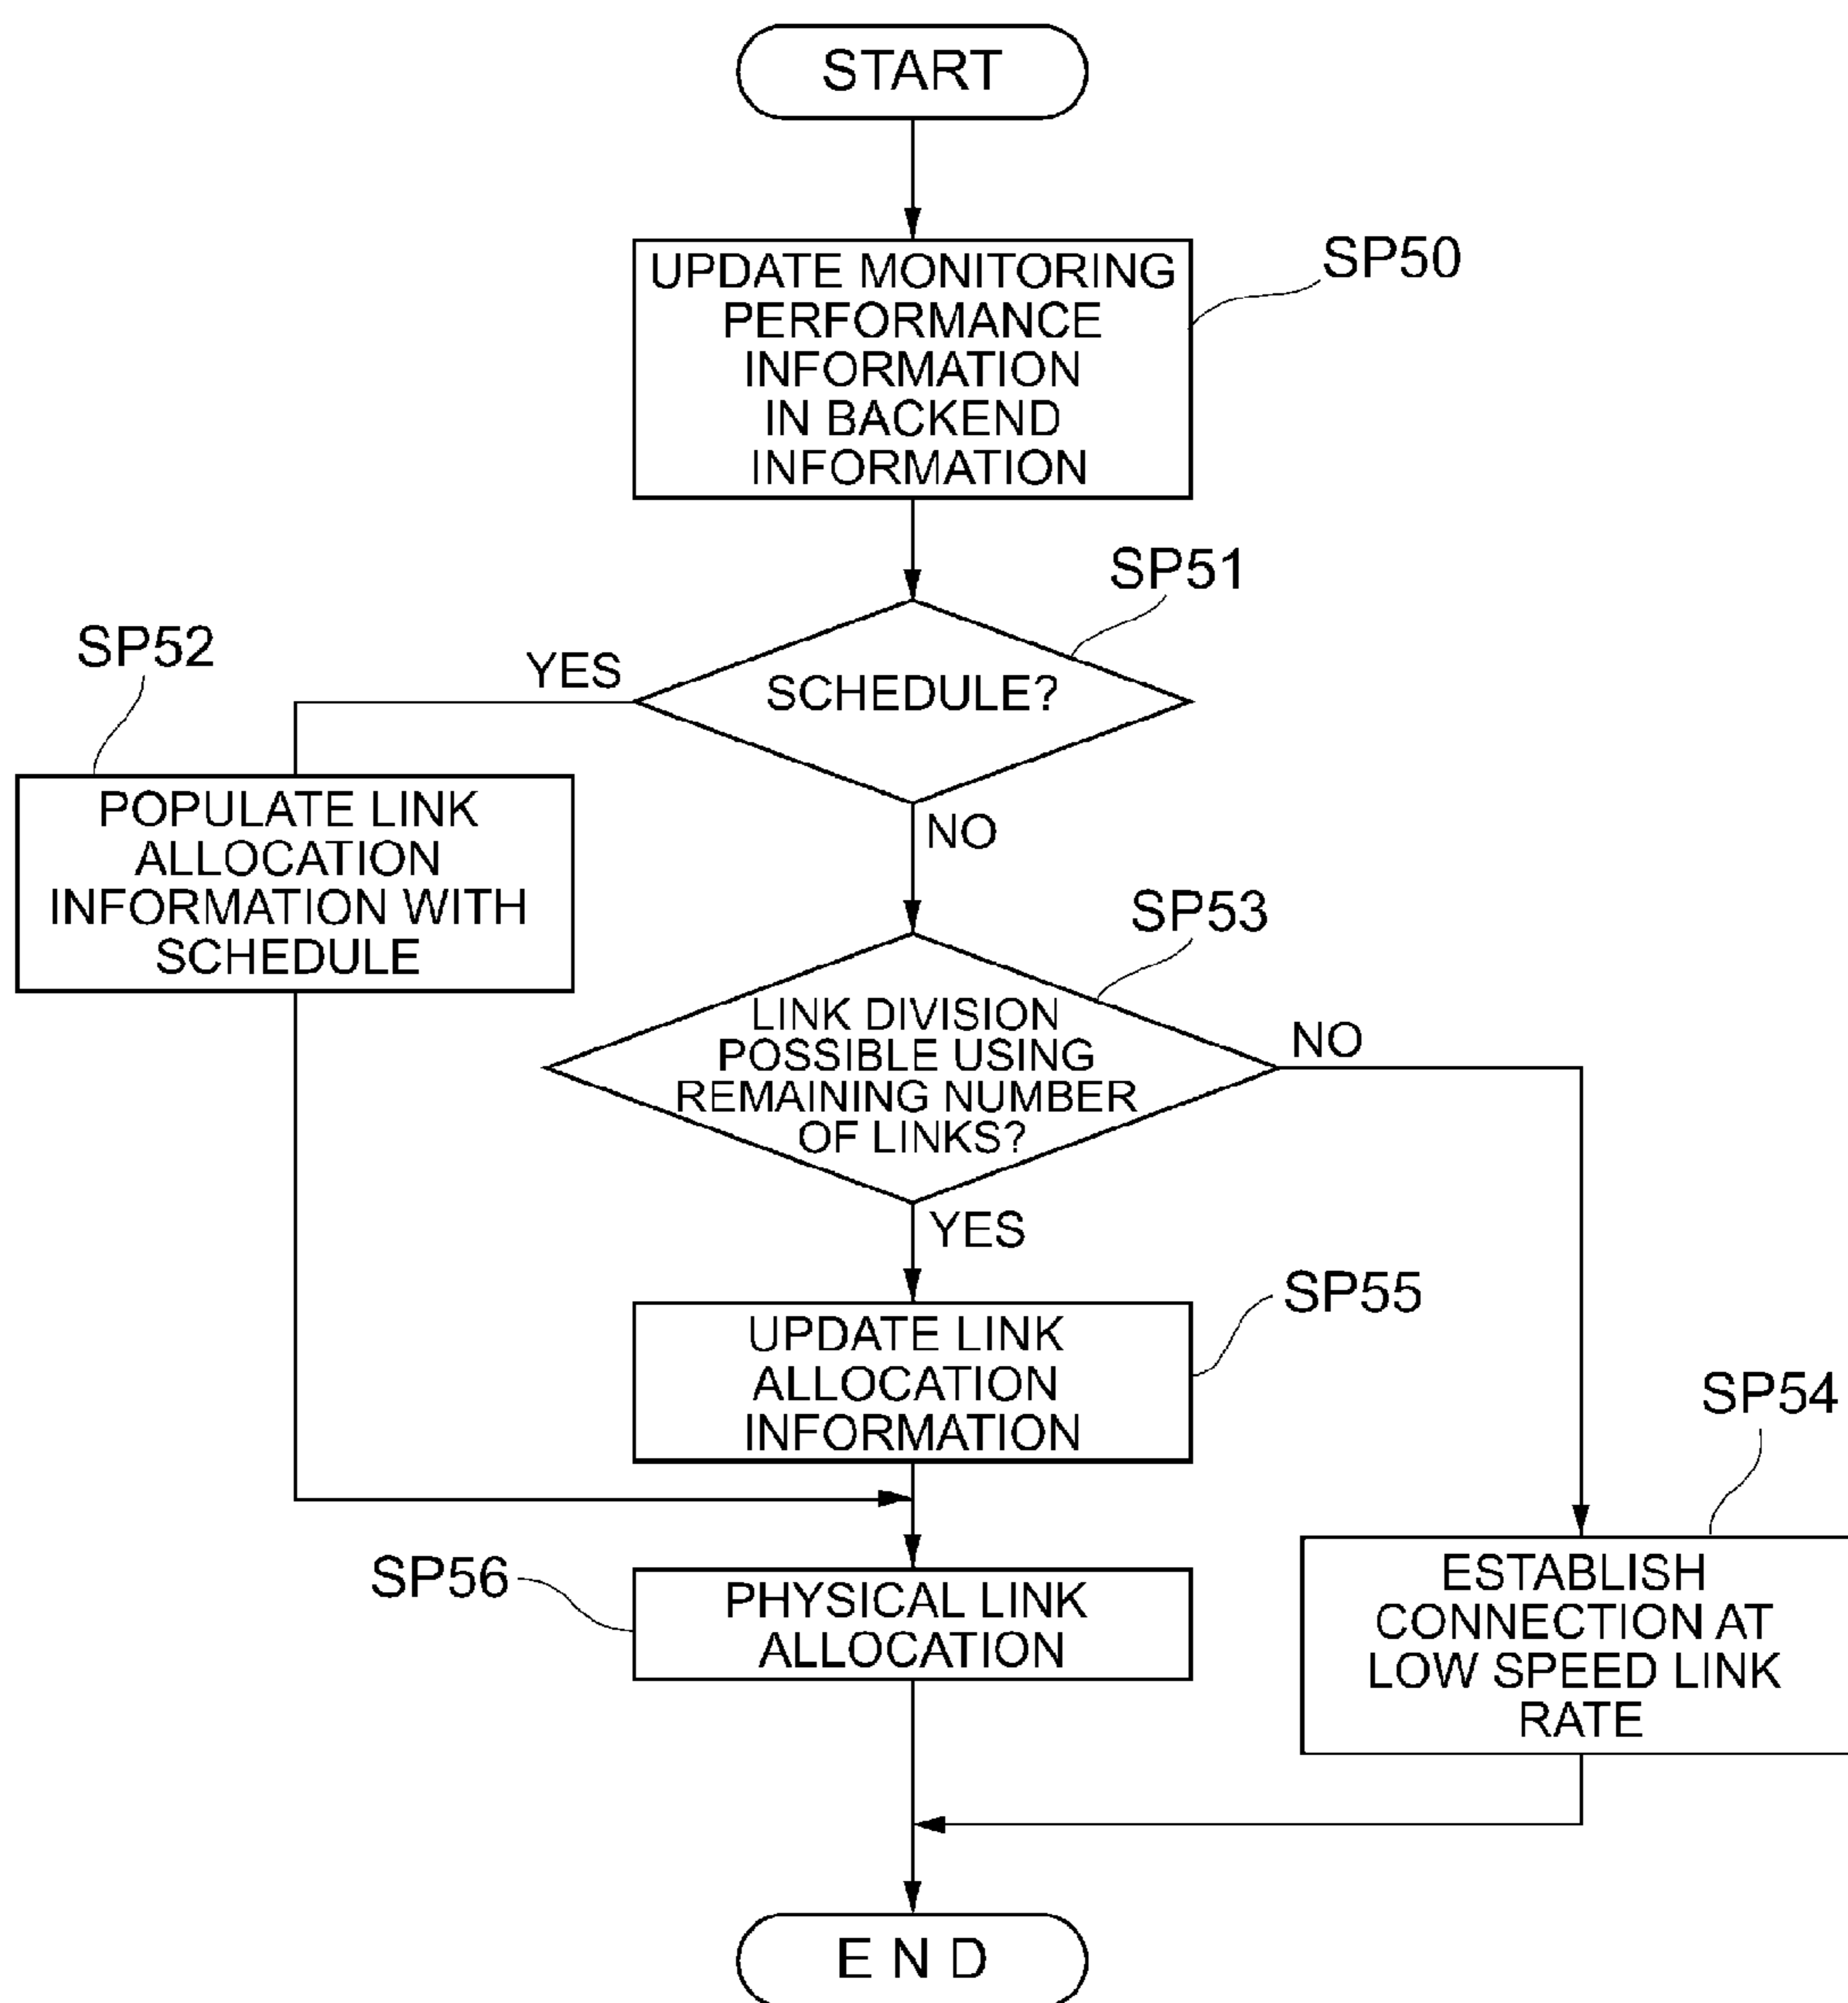 START
UPDATE MONITORING
PERFORMANCE
INFORMATION
IN BACKEND
INFORMATION
SP50
SP51
SCHEDULE?
YES
SP52
POPULATE LINK
ALLOCATION
INFORMATION WITH
SCHEDULE
NO
SP53
LINK DIVISION
POSSIBLE USING
REMAINING NUMBER
OF LINKS?
NO
YES
SP55
UPDATE LINK
ALLOCATION
INFORMATION
SP54
ESTABLISH
CONNECTION AT
LOW SPEED LINK
RATE
SP56
PHYSICAL LINK
ALLOCATION
END